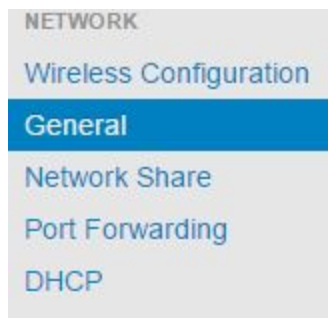 NETWORK
Wireless Configuration
General
Network Share
Port Forwarding
DHCP